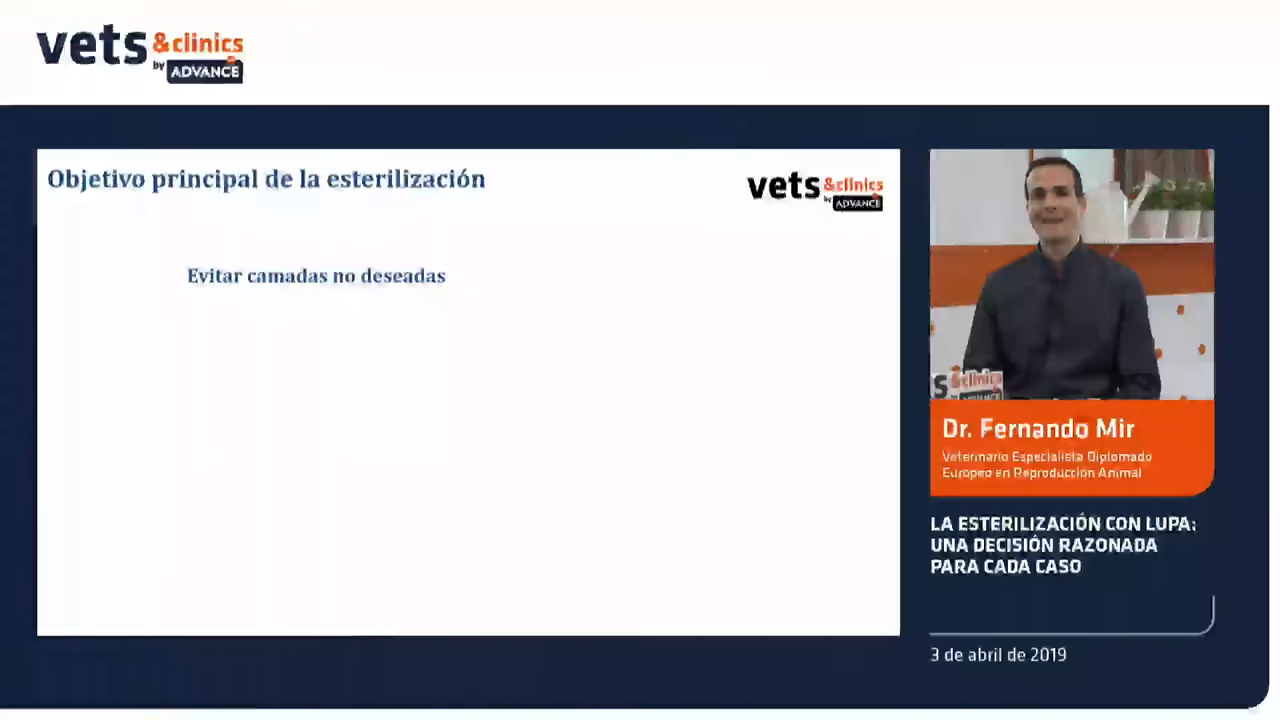 vets &clinics
by ADVANCE
Objetivo principal de la esterilización
vets &clinics
by ADVANCE
Evitar camadas no deseadas
s &clinics
Dr. Fernando Mir
Veterinario Especialista Diplomado
Europeo en Reproducción Animal
LA ESTERILIZACIÓN CON LUPA:
UNA DECISIÓN RAZONADA
PARA CADA CASO
3 de abril de 2019